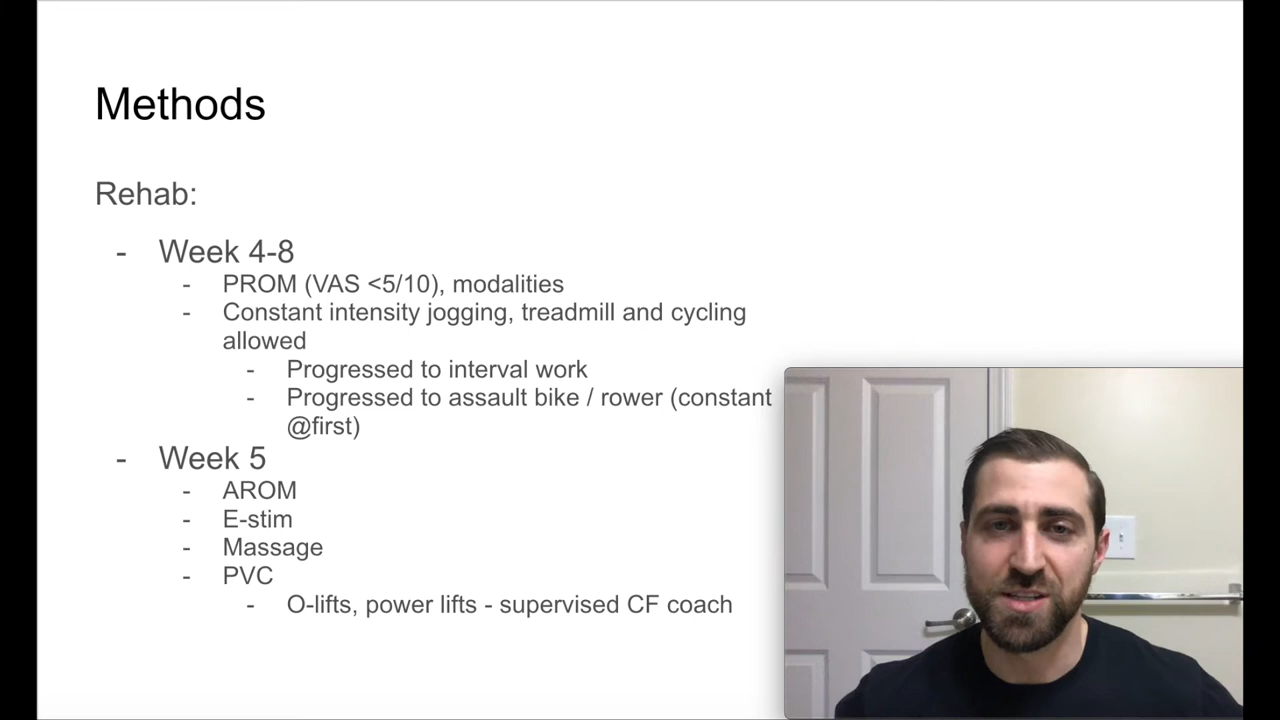 Methods
Rehab:
- Week 4-8
- PROM (VAS <5/10), modalities
- Constant intensity jogging, treadmill and cycling
allowed
- Progressed to interval work
- Progressed to assault bike / rower (constant
@first)
- Week 5
- AROM
- E-stim
- Massage
- PVC
- O-lifts, power lifts - supervised CF coach